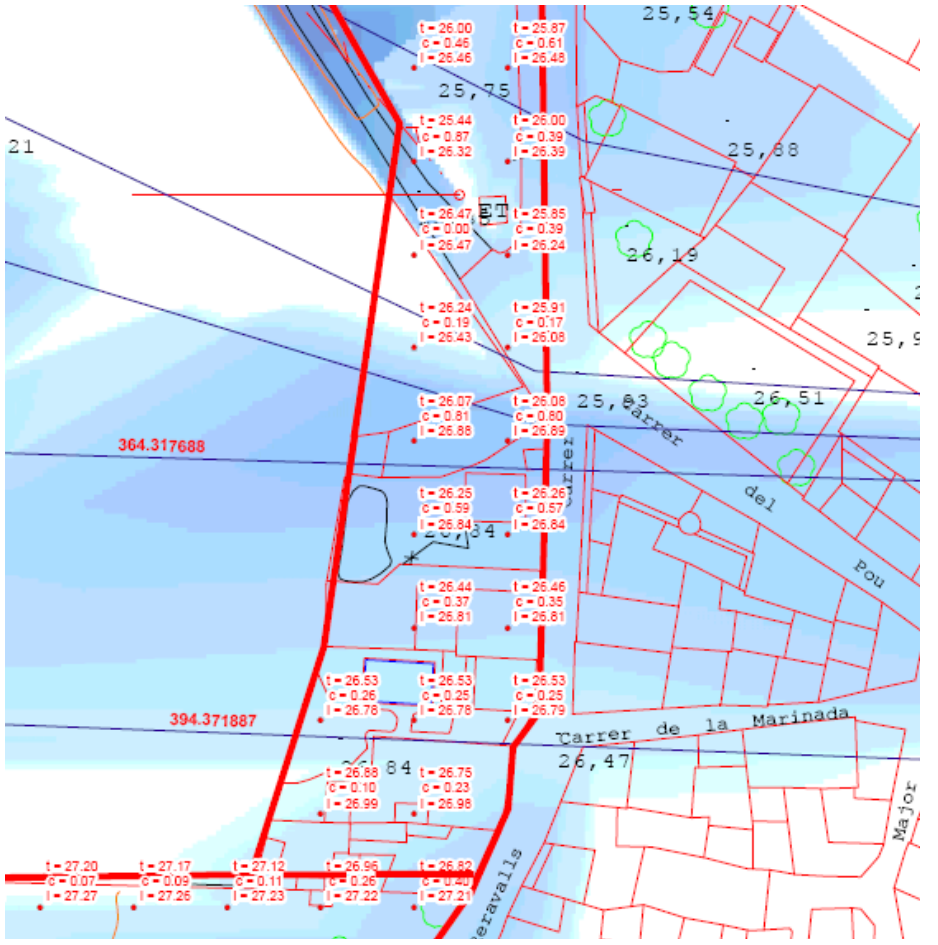 25,54
t = 26.00
c = 0.46
l = 26.46
t = 25.87
c = 0.61
l = 26.48
25,75
t = 25.44
c = 0.87
l = 26.32
t = 26.00
c = 0.39
l = 26.39
21
25,88
t = 26.47
c = 0.00
l = 26.47
ET
t = 25.85
c = 0.39
l = 26.24
26,19
t = 26.24
c = 0.19
l = 26.43
t = 25.91
c = 0.17
l = 26.08
25,9
t = 26.07
c = 0.81
l = 26.88
t = 26.08
c = 0.80
l = 26.89
26,51
Carrer del Pou
Carrer
364.317688
t = 26.25
c = 0.59
l = 26.84
t = 26.26
c = 0.57
l = 26.84
26,84
t = 26.44
c = 0.37
l = 26.81
t = 26.46
c = 0.35
l = 26.81
t = 26.53
c = 0.26
l = 26.78
t = 26.53
c = 0.25
l = 26.78
t = 26.53
c = 0.25
l = 26.79
394.371887
Carrer de la Marinada
26,47
t = 26.88
c = 0.10
l = 26.99
t = 26.75
c = 0.23
l = 26.98
Major
t = 27.20
c = 0.07
l = 27.27
t = 27.17
c = 0.09
l = 27.26
t = 27.12
c = 0.11
l = 27.23
t = 26.96
c = 0.26
l = 27.22
t = 26.82
c = 0.40
l = 27.21
eravalls